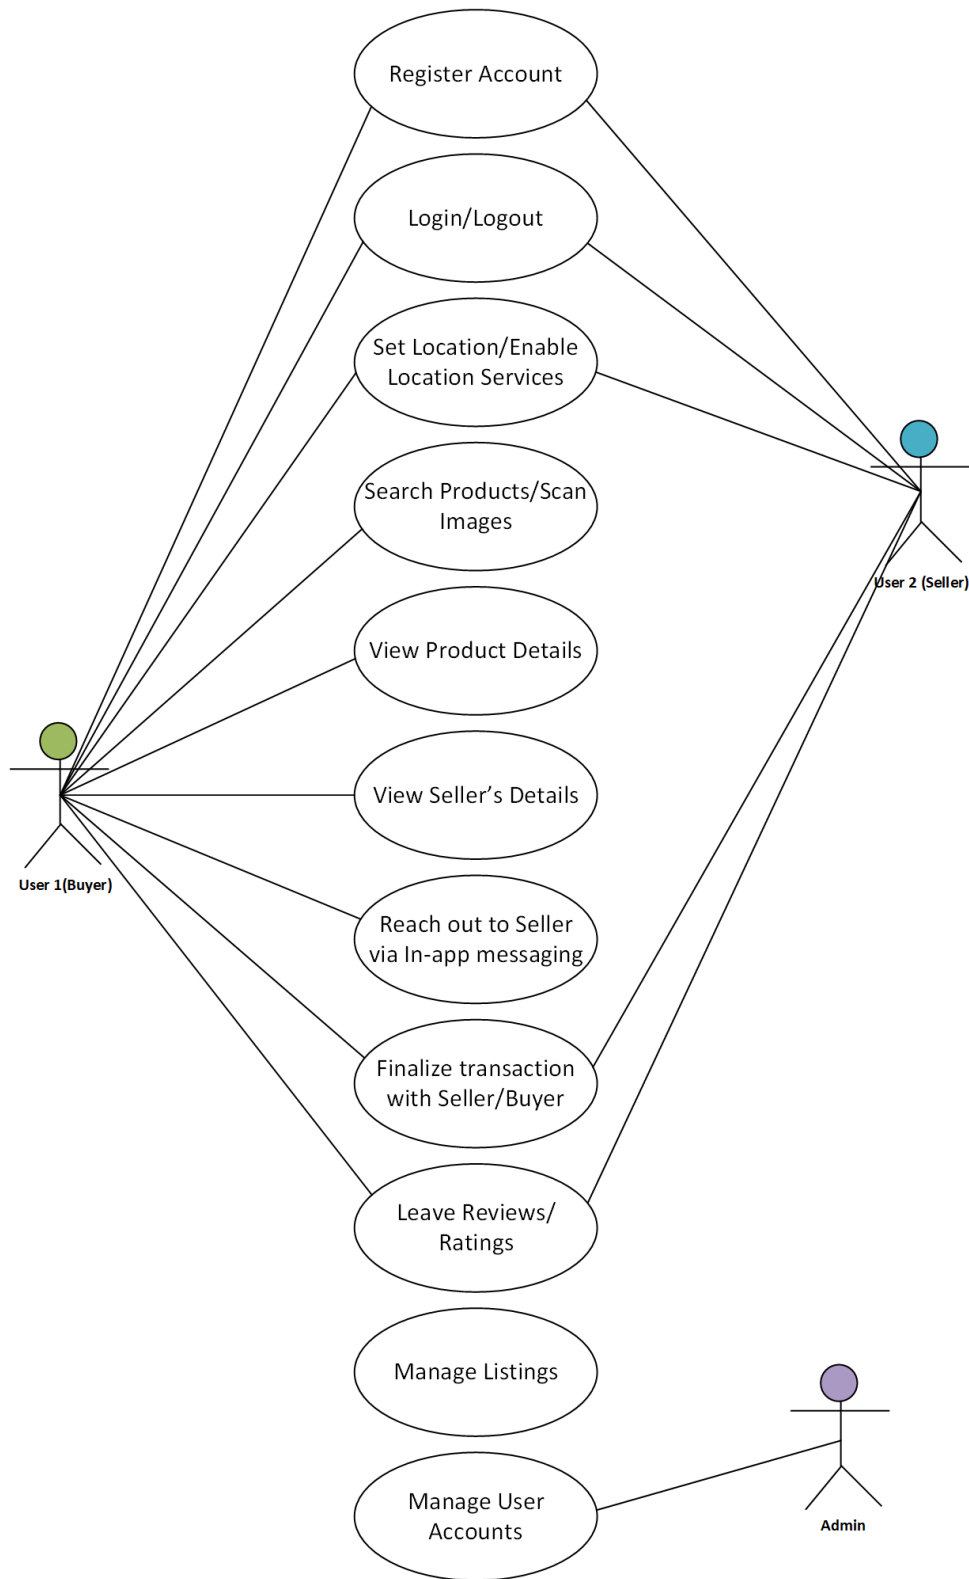 Register Account
Login/Logout
Set Location/Enable
Location Services
Search Products/Scan
Images
User 2 (Seller)
View Product Details
View Seller’s Details
User 1(Buyer)
Reach out to Seller
via In-app messaging
Finalize transaction
with Seller/Buyer
Leave Reviews/
Ratings
Manage Listings
Manage User
Accounts
Admin